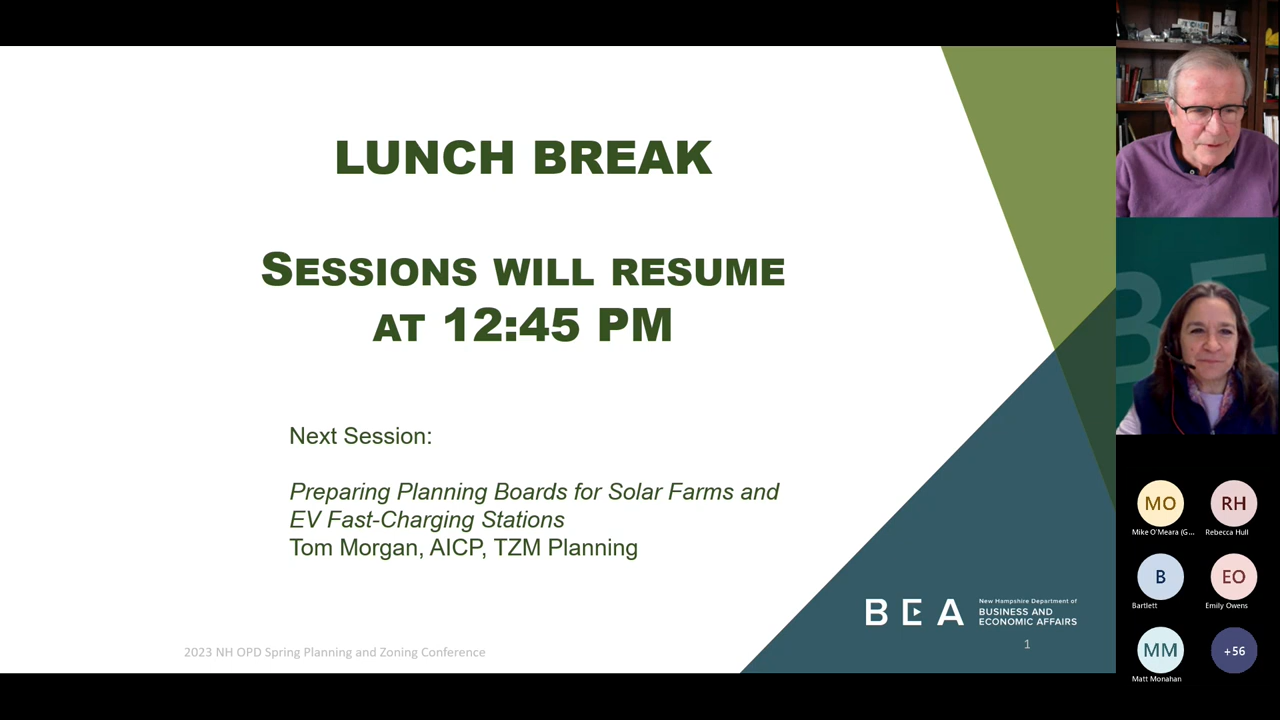 LUNCH BREAK
SESSIONS WILL RESUME
AT 12:45 PM
Next Session:
Preparing Planning Boards for Solar Farms and
EV Fast-Charging Stations
Tom Morgan, AICP, TZM Planning
BEA
New Hampshire Department of
BUSINESS AND
ECONOMIC AFFAIRS
1
2023 NH OPD Spring Planning and Zoning Conference
BE
MO
RH
Mike O'Meara (G...
Rebecca Hull
B
EO
Bartlett
Emily Owens
MM
+56
Matt Monahan